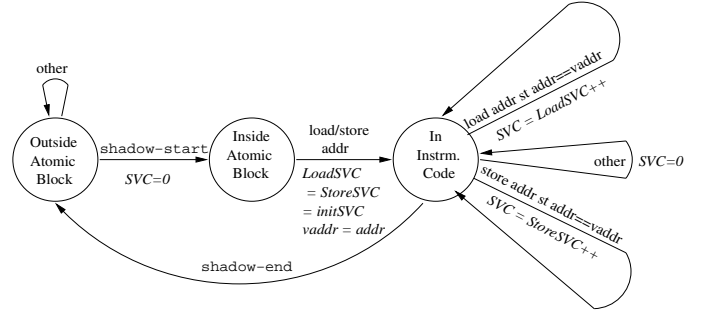 other
Outside
Atomic
Block
shadow-start
SVC=0
Inside
Atomic
Block
load/store
addr
LoadSVC
= StoreSVC
= initSVC
vaddr = addr
In
Instrm.
Code
load addr st addr==vaddr
SVC = LoadSVC++
other SVC=0
store addr st addr==vaddr
SVC = StoreSVC++
shadow-end